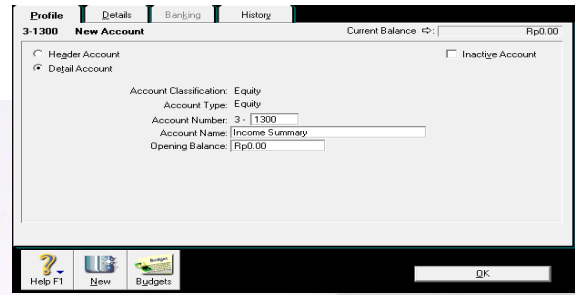 Profile Details Banking History
3-1300 New Account Current Balance ⇨: Rp0.00
Header Account Inactive Account
Detail Account
Account Classification: Equity
Account Type: Equity
Account Number: 3 - 1300
Account Name: Income Summary
Opening Balance: Rp0.00
Budget
Help F1 New Budgets OK